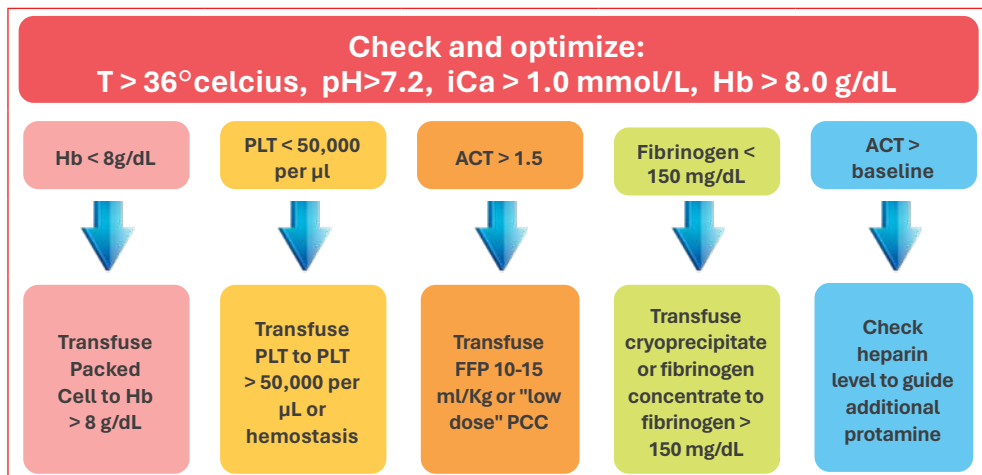 Check and optimize:
T > 36°celcius, pH>7.2, iCa > 1.0 mmol/L, Hb > 8.0 g/dL
Hb < 8g/dL
PLT < 50,000
per µl
ACT > 1.5
Fibrinogen <
150 mg/dL
ACT >
baseline
Transfuse
Packed
Cell to Hb
> 8 g/dL
Transfuse
PLT to PLT
> 50,000 per
µL or
hemostasis
Transfuse
FFP 10-15
ml/Kg or "low
dose" PCC
Transfuse
cryoprecipitate
or fibrinogen
concentrate to
fibrinogen >
150 mg/dL
Check
heparin
level to guide
additional
protamine